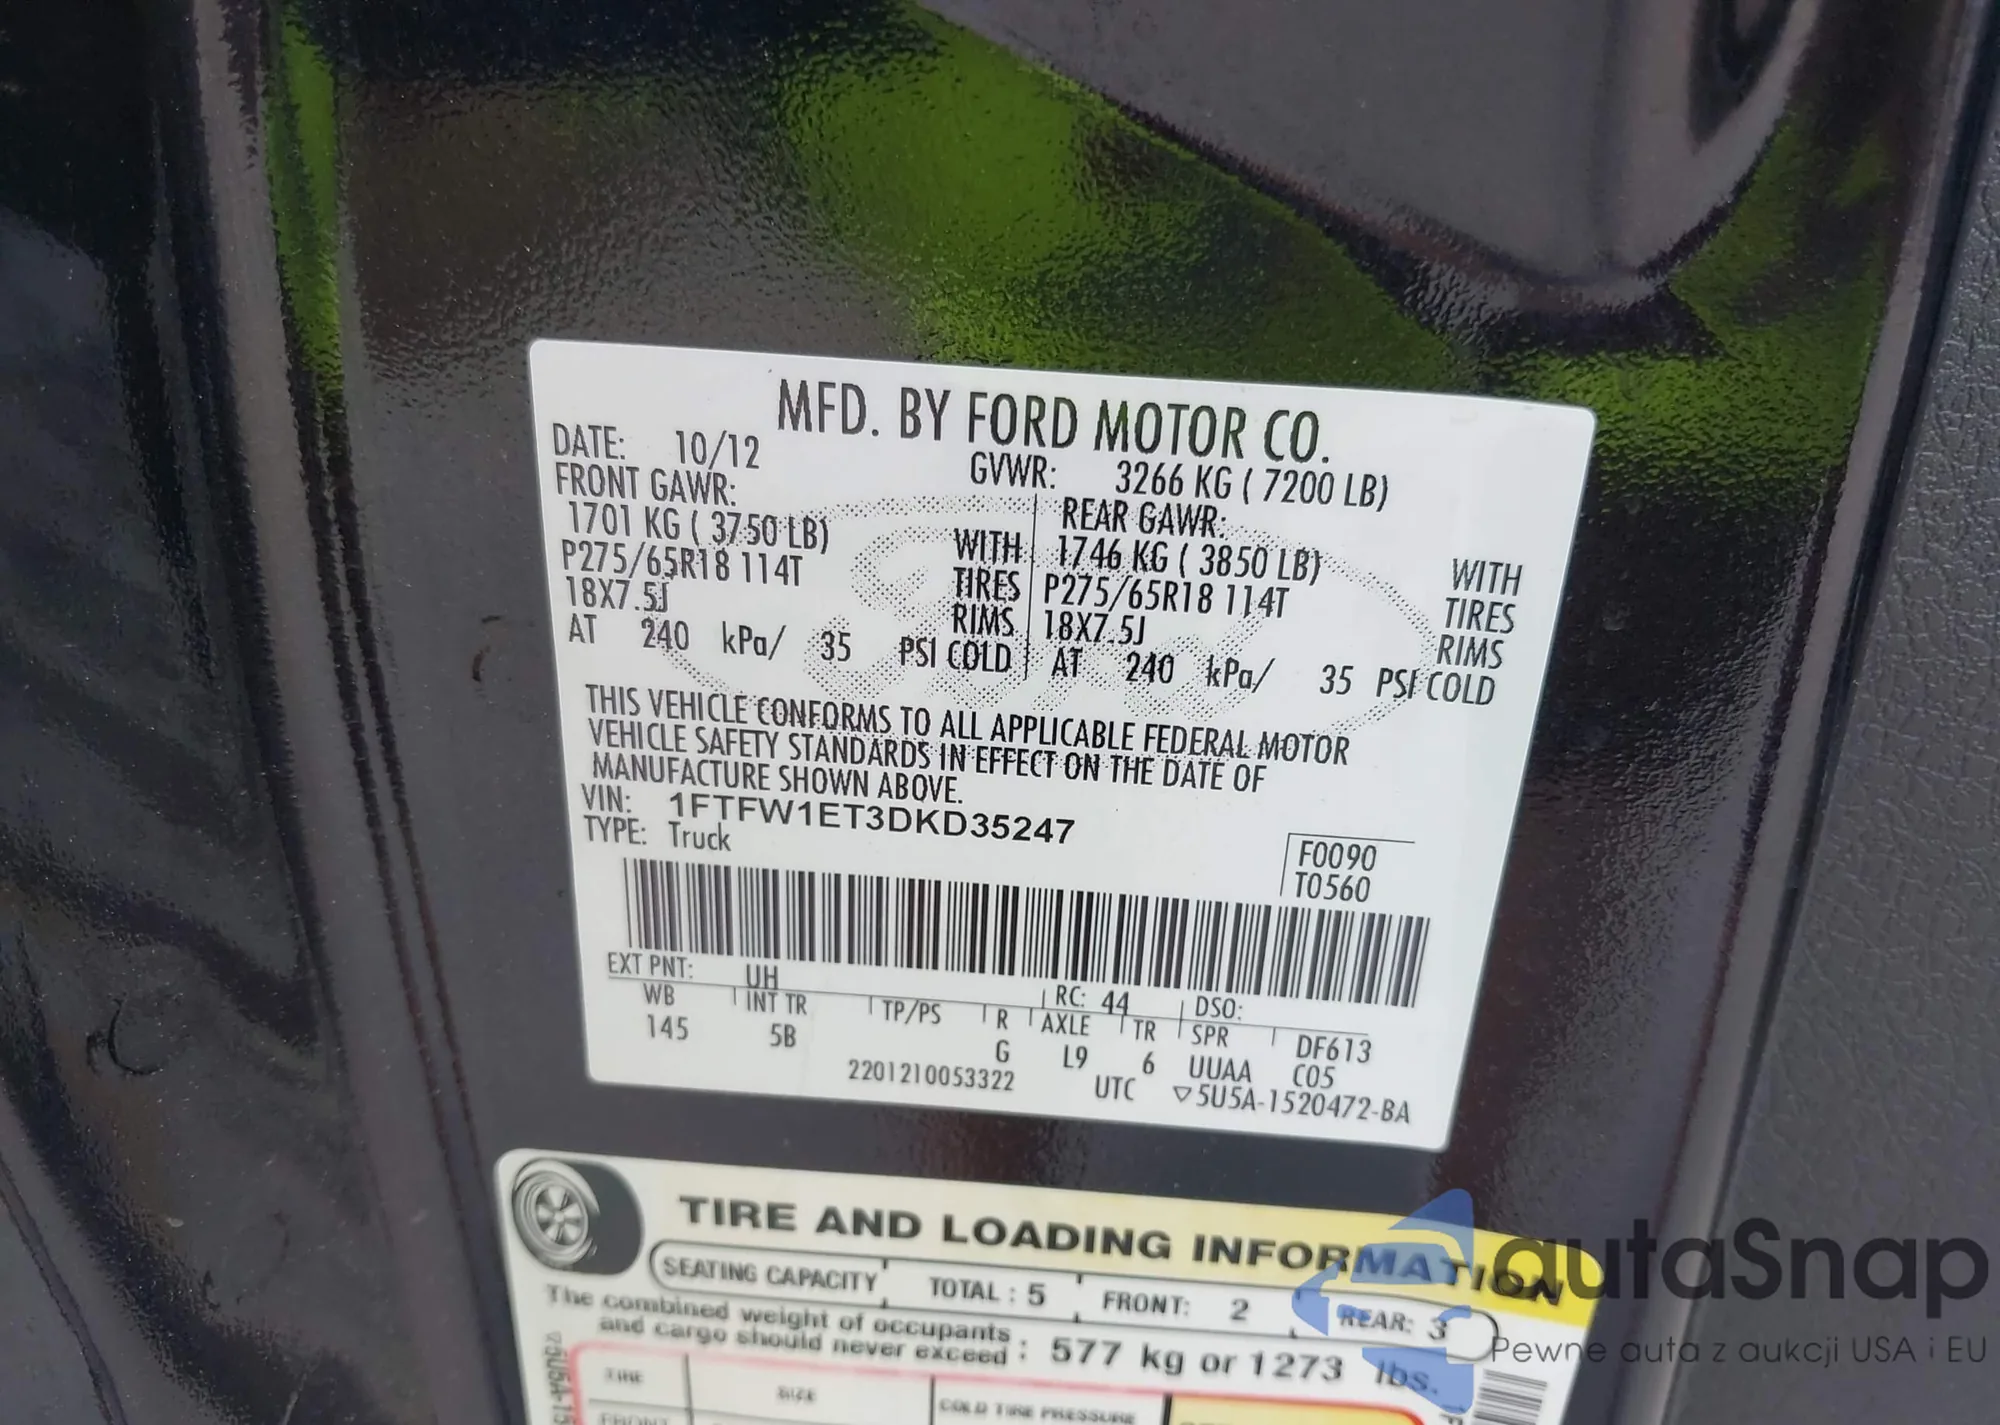 MFD. BY FORD MOTOR CO.
DATE: 10/12 GVWR: 3266 KG ( 7200 LB)
FRONT GAWR: REAR GAWR:
1701 KG ( 3750 LB) WITH 1746 KG ( 3850 LB) WITH
P275/65R18 114T TIRES P275/65R18 114T TIRES
18X7.5J RIMS 18X7.5J RIMS
AT 240 kPa/ 35 PSI COLD AT 240 kPa/ 35 PSI COLD
THIS VEHICLE CONFORMS TO ALL APPLICABLE FEDERAL MOTOR
VEHICLE SAFETY STANDARDS IN EFFECT ON THE DATE OF
MANUFACTURE SHOWN ABOVE.
VIN: 1FTFW1ET3DKD35247
TYPE: Truck
F0090
T0560
EXT PNT: UH RC: 44 DSO:
WB INT TR TP/PS R AXLE TR SPR DF613
145 5B G L9 6 UUAA C05
2201210053322 UTC ▽5U5A-1520472-BA
TIRE AND LOADING INFORMATION
SEATING CAPACITY TOTAL : 5 FRONT: 2 REAR: 3
The combined weight of occupants
and cargo should never exceed : 577 kg or 1273 lbs.
TIRE SIZE COLD TIRE PRESSURE
FRONT
autaSnap
Pewne auta z aukcji USA i EU